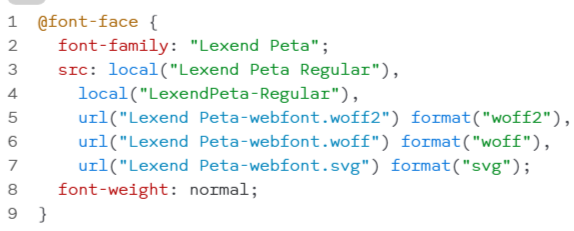 1 @font-face {
2   font-family: "Lexend Peta";
3   src: local("Lexend Peta Regular"),
4     local("LexendPeta-Regular"),
5     url("Lexend Peta-webfont.woff2") format("woff2"),
6     url("Lexend Peta-webfont.woff") format("woff"),
7     url("Lexend Peta-webfont.svg") format("svg");
8   font-weight: normal;
9 }